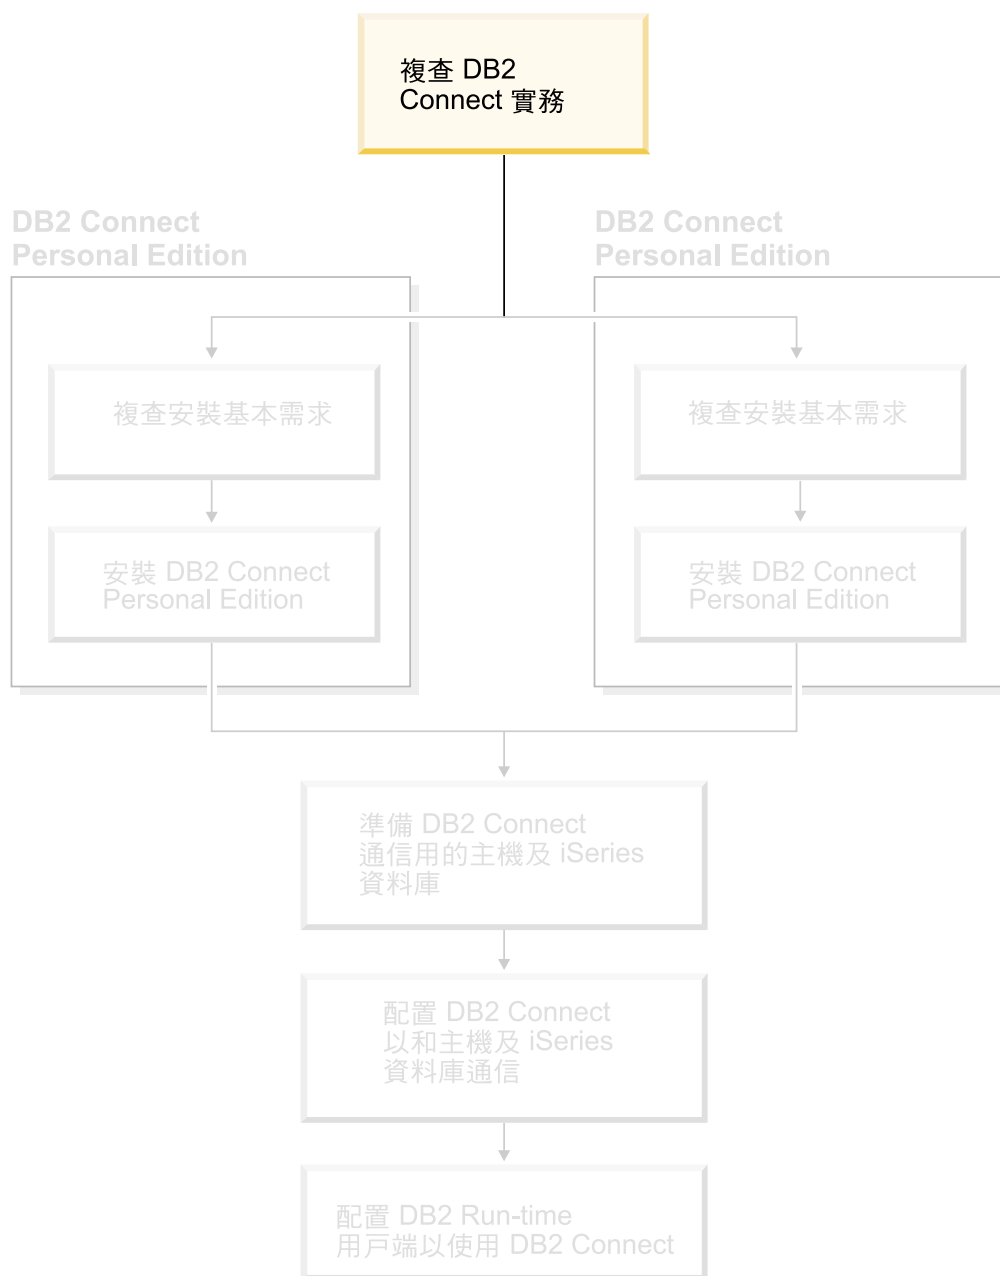 複查 DB2
Connect 實務
DB2 Connect
Personal Edition
DB2 Connect
Personal Edition
複查安裝基本需求
複查安裝基本需求
安裝 DB2 Connect
Personal Edition
安裝 DB2 Connect
Personal Edition
準備 DB2 Connect
通信用的主機及 iSeries
資料庫
配置 DB2 Connect
以和主機及 iSeries
資料庫通信
配置 DB2 Run-time
用戶端以使用 DB2 Connect